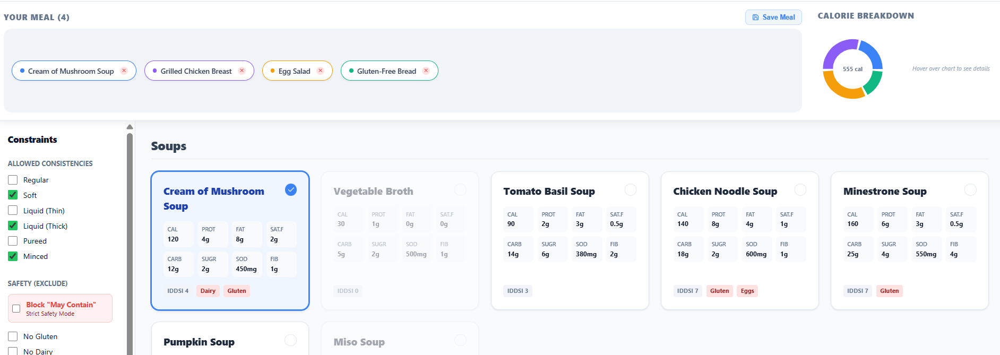 YOUR MEAL (4)
Save Meal
CALORIE BREAKDOWN
Cream of Mushroom Soup
Grilled Chicken Breast
Egg Salad
Gluten-Free Bread
555 cal
Hover over chart to see details
Constraints
ALLOWED CONSISTENCIES
Regular
Soft
Liquid (Thin)
Liquid (Thick)
Pureed
Minced
SAFETY (EXCLUDE)
Block "May Contain"
Strict Safety Mode
No Gluten
No Dairy
Soups
Cream of Mushroom
Soup
CAL PROT FAT SAT.F
120 4g 8g 2g
CARB SUGR SOD FIB
12g 2g 450mg 1g
IDDSI 4 Dairy Gluten
Vegetable Broth
CAL PROT FAT SAT.F
30 1g 0g 0g
CARB SUGR SOD FIB
5g 2g 500mg 1g
IDDSI 0
Tomato Basil Soup
CAL PROT FAT SAT.F
90 2g 3g 0.5g
CARB SUGR SOD FIB
14g 6g 380mg 2g
IDDSI 3
Chicken Noodle Soup
CAL PROT FAT SAT.F
140 8g 4g 1g
CARB SUGR SOD FIB
18g 2g 600mg 1g
IDDSI 7 Gluten Eggs
Minestrone Soup
CAL PROT FAT SAT.F
160 6g 3g 0.5g
CARB SUGR SOD FIB
25g 4g 550mg 4g
IDDSI 7 Gluten
Pumpkin Soup
Miso Soup